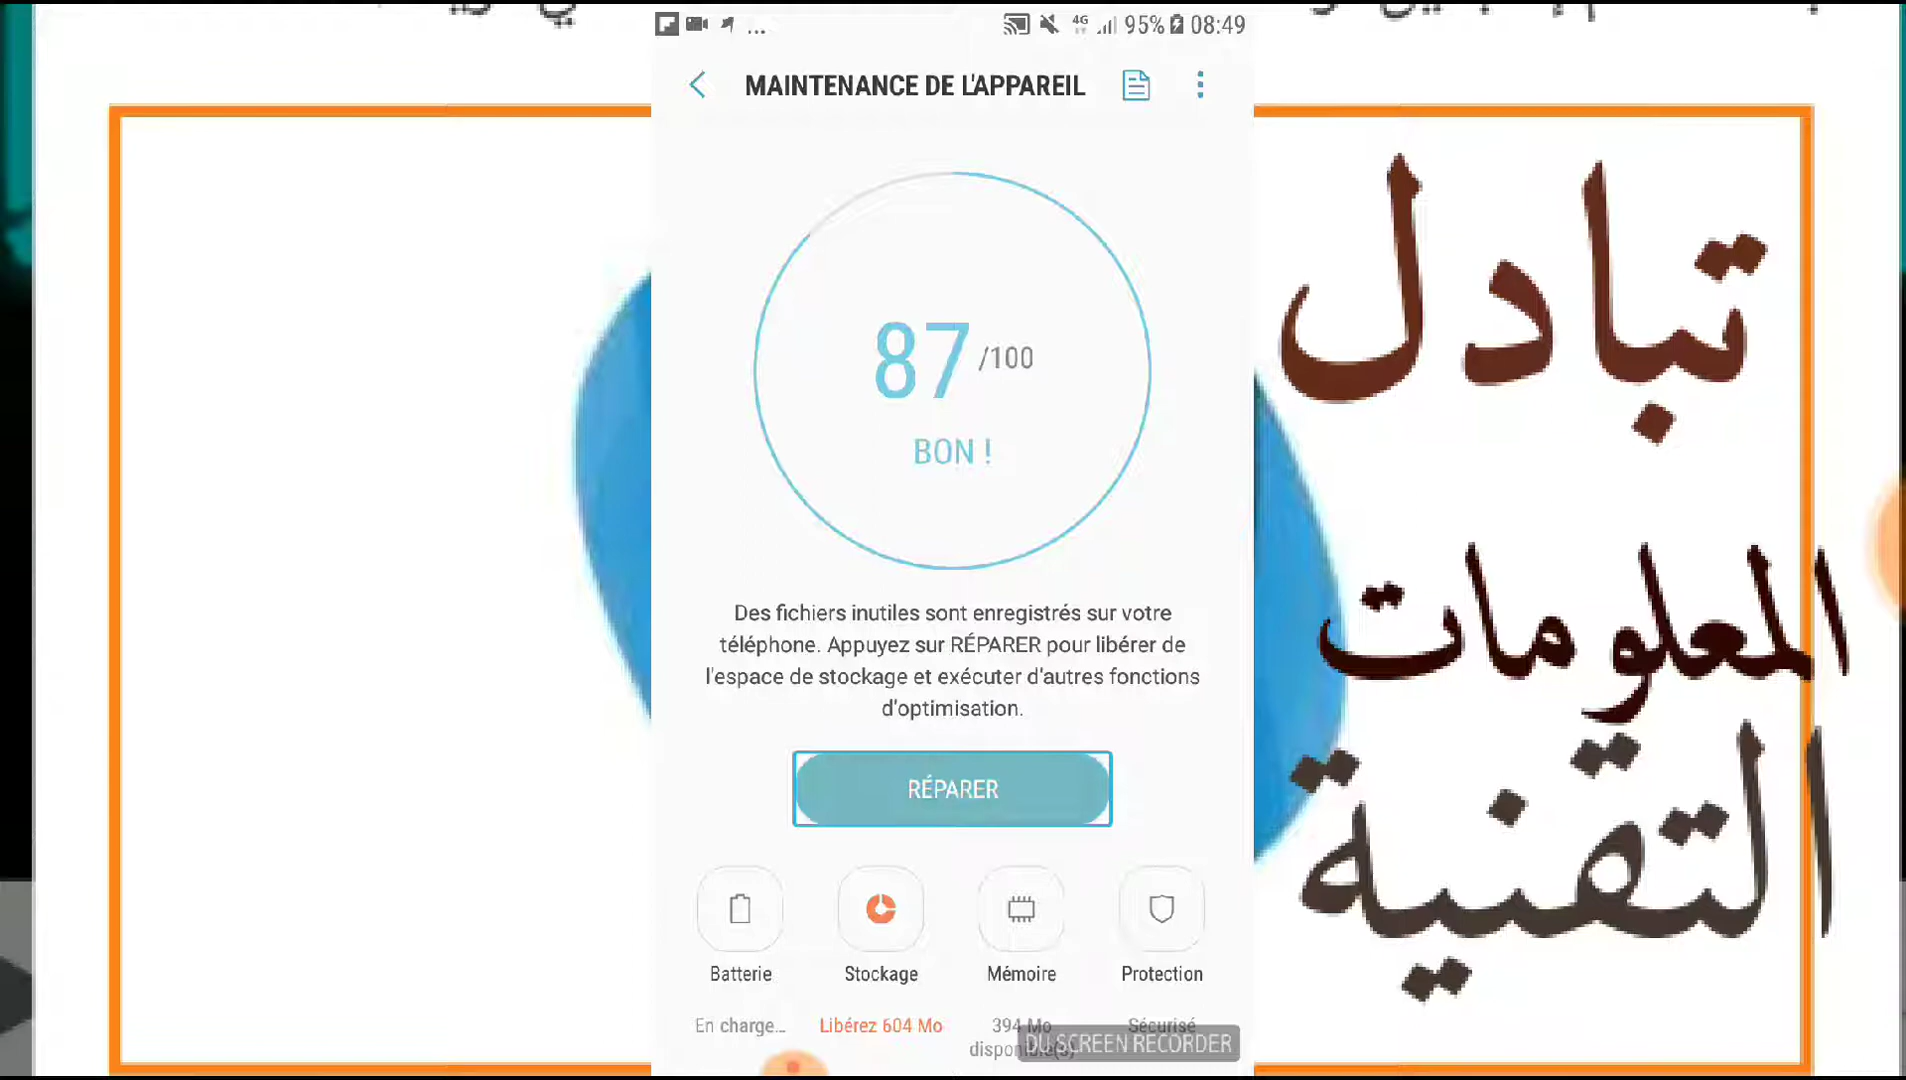 ... 4G 95% 08:49
MAINTENANCE DE L'APPAREIL
87 /100
BON !
Des fichiers inutiles sont enregistrés sur votre
téléphone. Appuyez sur RÉPARER pour libérer de
l'espace de stockage et exécuter d'autres fonctions
d'optimisation.
RÉPARER
Batterie Stockage Mémoire Protection
En charge... Libérez 604 Mo 394 Mo Sécurisé
disponible(s)
DU SCREEN RECORDER
تبادل
المعلومات
التقنية